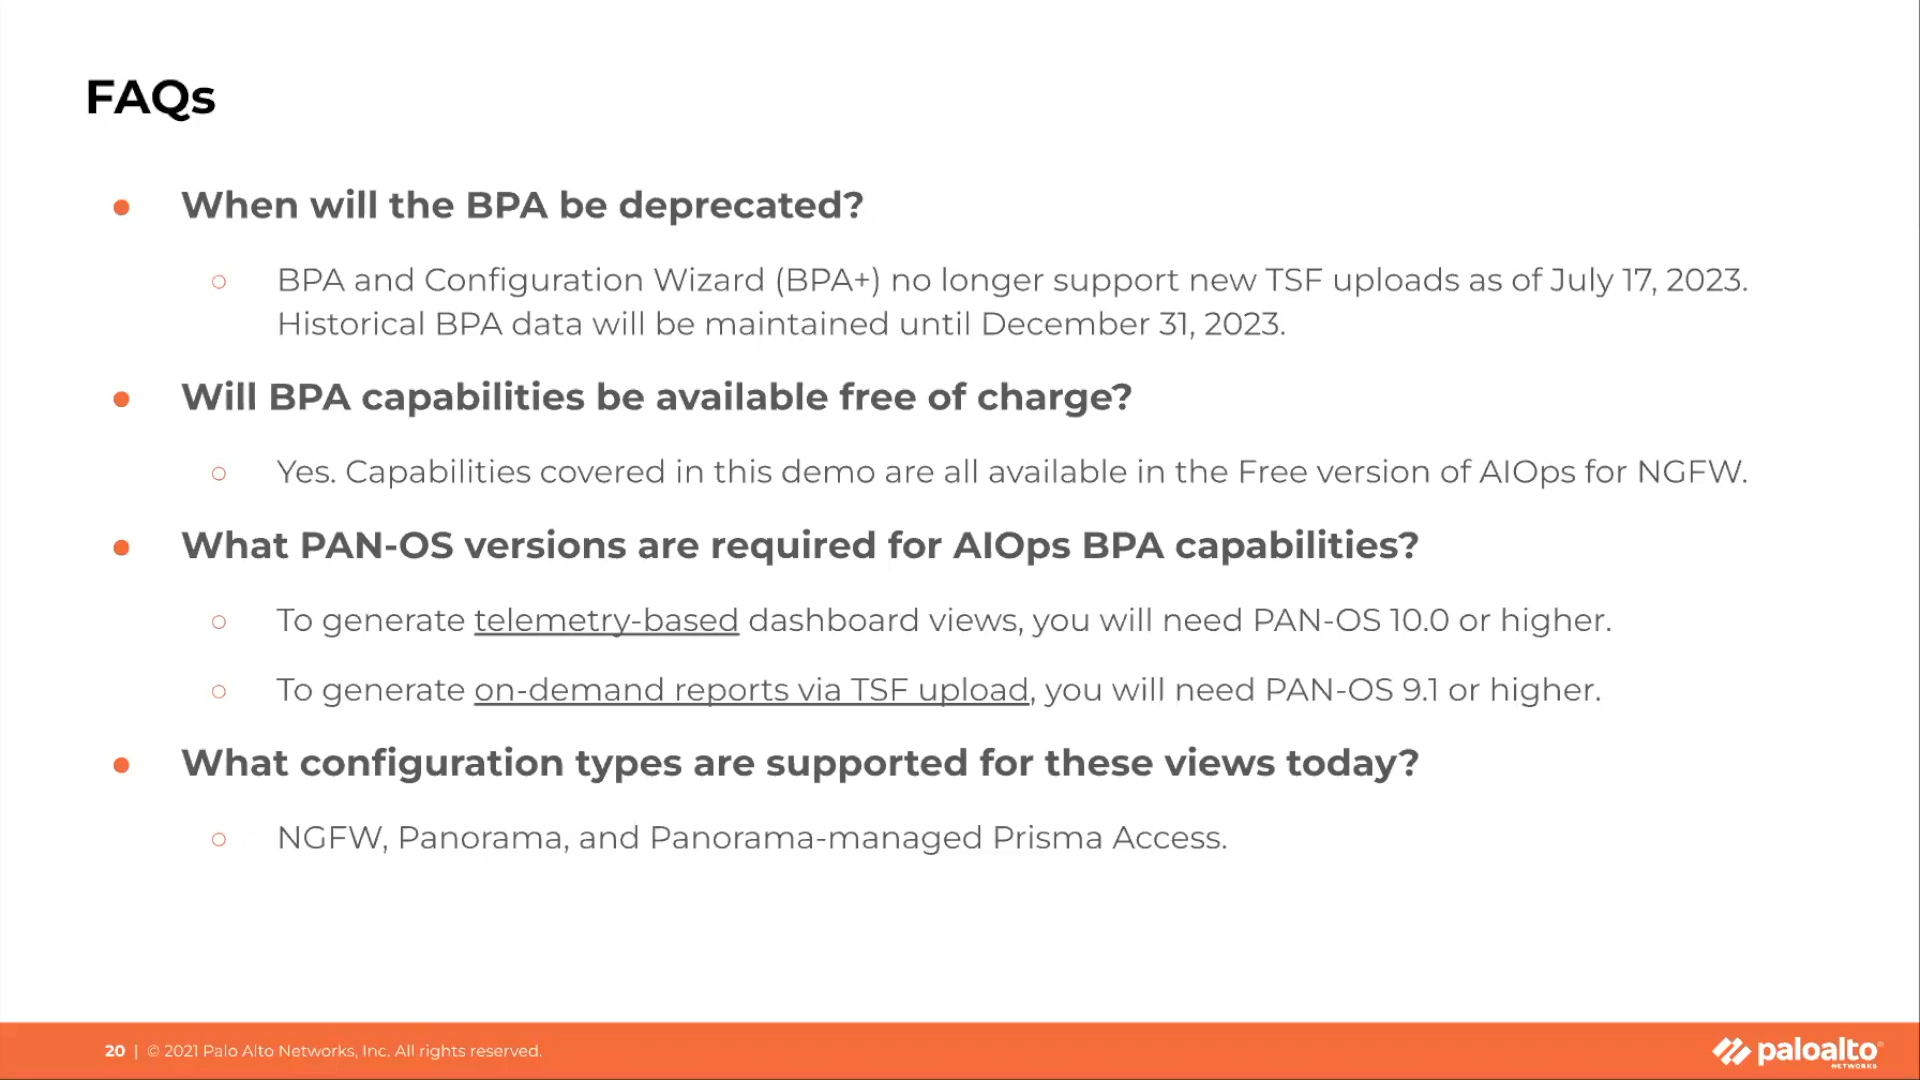 FAQs
When will the BPA be deprecated?
BPA and Configuration Wizard (BPA+) no longer support new TSF uploads as of July 17, 2023.
Historical BPA data will be maintained until December 31, 2023.
Will BPA capabilities be available free of charge?
Yes. Capabilities covered in this demo are all available in the Free version of AIOps for NGFW.
What PAN-OS versions are required for AIOps BPA capabilities?
To generate telemetry-based dashboard views, you will need PAN-OS 10.0 or higher.
To generate on-demand reports via TSF upload, you will need PAN-OS 9.1 or higher.
What configuration types are supported for these views today?
NGFW, Panorama, and Panorama-managed Prisma Access.
20 | © 2021 Palo Alto Networks, Inc. All rights reserved.
paloalto®
NETWORKS